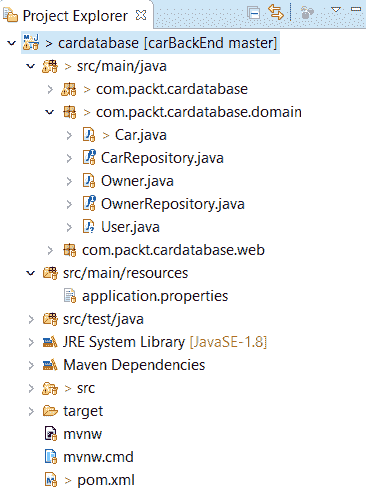 Project Explorer
> cardatabase [carBackEnd master]
> src/main/java
> com.packt.cardatabase
> com.packt.cardatabase.domain
> Car.java
CarRepository.java
Owner.java
OwnerRepository.java
User.java
com.packt.cardatabase.web
src/main/resources
application.properties
src/test/java
JRE System Library [JavaSE-1.8]
Maven Dependencies
> src
target
mvnw
mvnw.cmd
> pom.xml